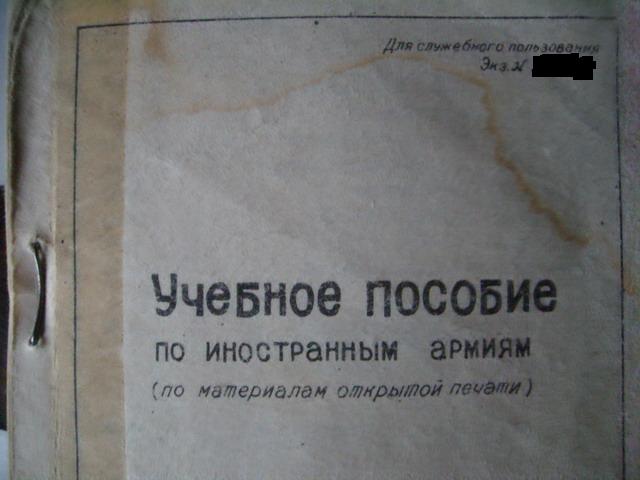 Для служебного пользования
Экз. №
Учебное пособие
по иностранным армиям
(по материалам открытой печати)